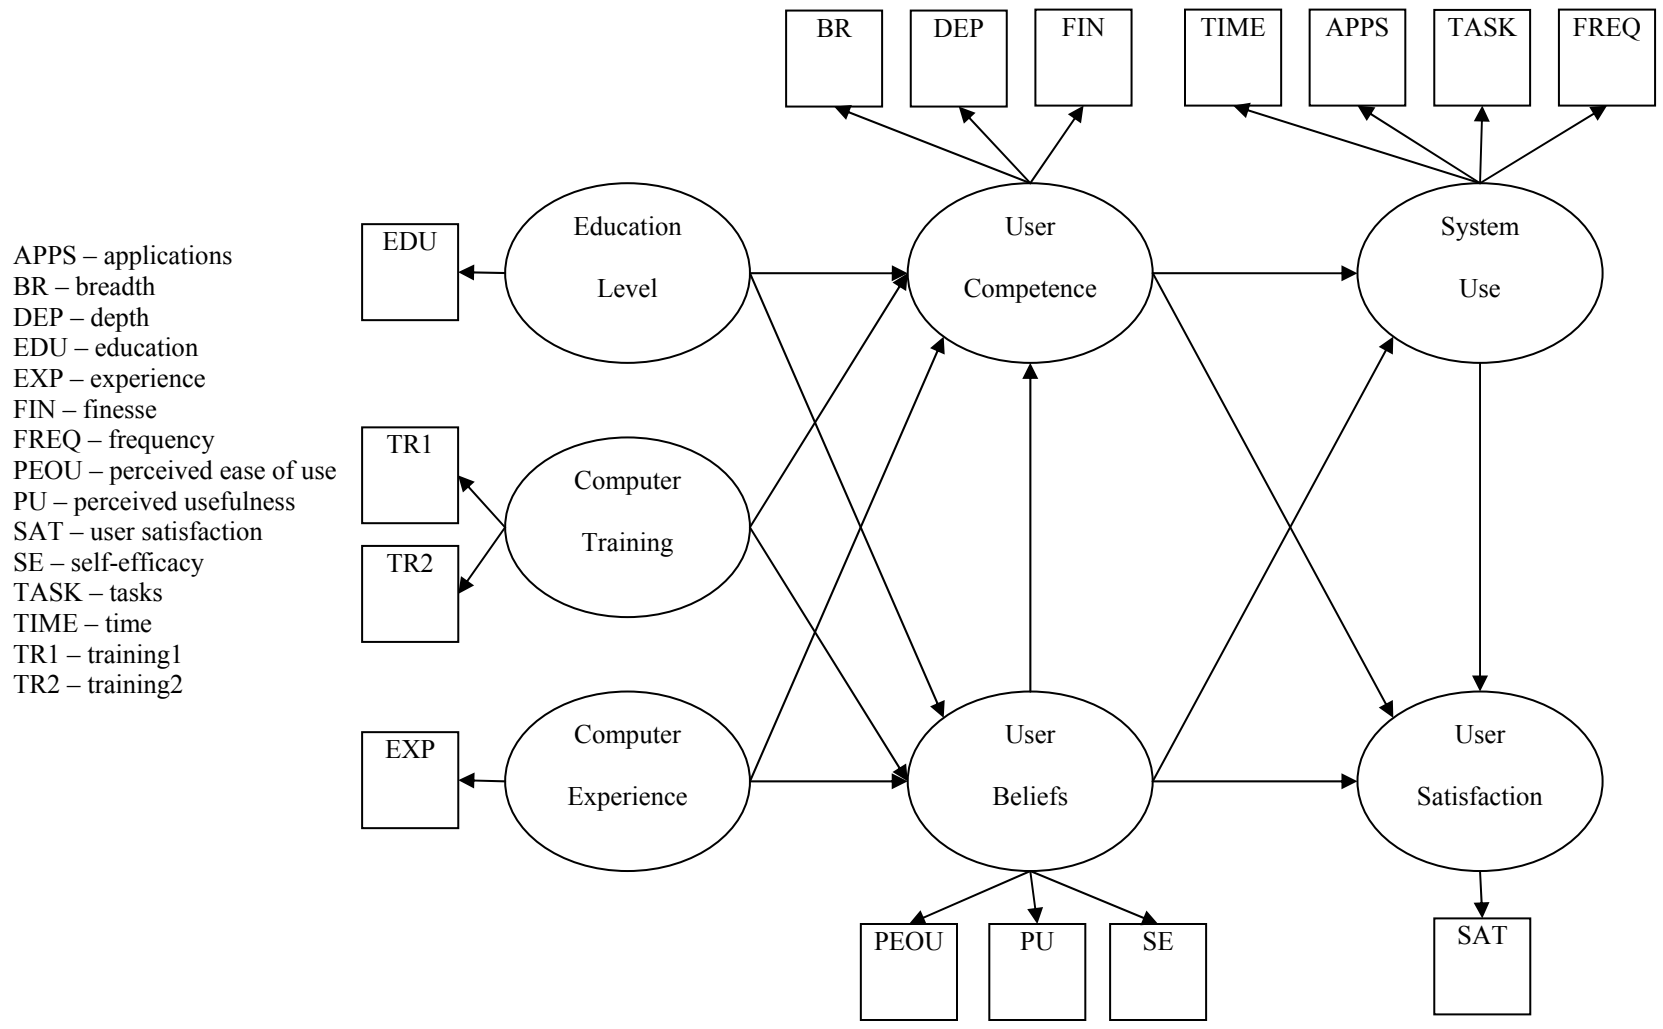 BR
DEP
FIN
TIME
APPS
TASK
FREQ
EDU
Education
Level
User
Competence
System
Use
APPS – applications
BR – breadth
DEP – depth
EDU – education
EXP – experience
FIN – finesse
FREQ – frequency
PEOU – perceived ease of use
PU – perceived usefulness
SAT – user satisfaction
SE – self-efficacy
TASK – tasks
TIME – time
TR1 – training1
TR2 – training2
TR1
TR2
Computer
Training
EXP
Computer
Experience
User
Beliefs
User
Satisfaction
PEOU
PU
SE
SAT